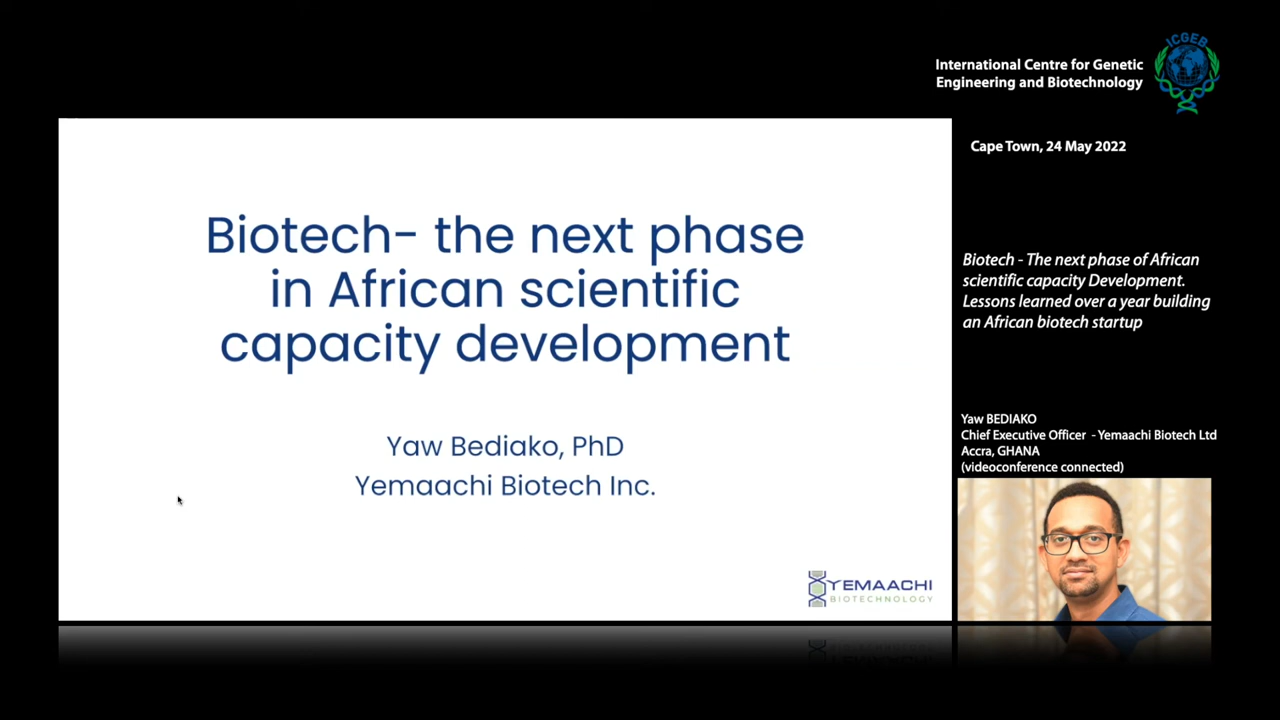 ICGEB
International Centre for Genetic
Engineering and Biotechnology
Cape Town, 24 May 2022
Biotech- the next phase
in African scientific
capacity development
Yaw Bediako, PhD
Yemaachi Biotech Inc.
YEMAACHI
BIOTECHNOLOGY
Biotech - The next phase of African
scientific capacity Development.
Lessons learned over a year building
an African biotech startup
Yaw BEDIAKO
Chief Executive Officer - Yemaachi Biotech Ltd
Accra, GHANA
(videoconference connected)